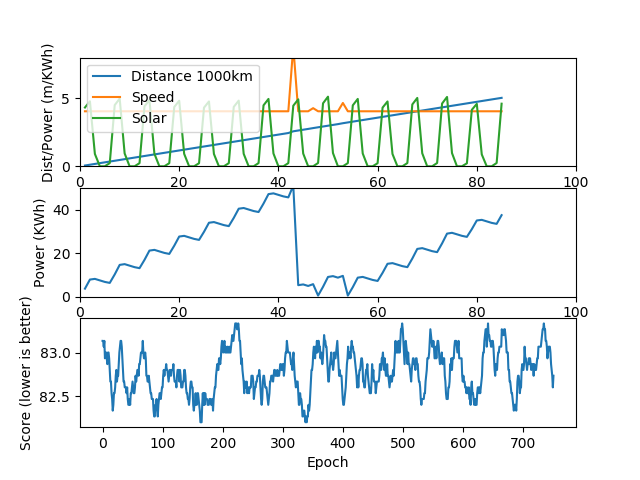 Dist/Power (m/KWh)
5
0
Distance 1000km
Speed
Solar
0 20 40 60 80 100
Power (KWh)
40
20
0
0 20 40 60 80 100
Score (lower is better)
83.0
82.5
0 100 200 300 400 500 600 700
Epoch